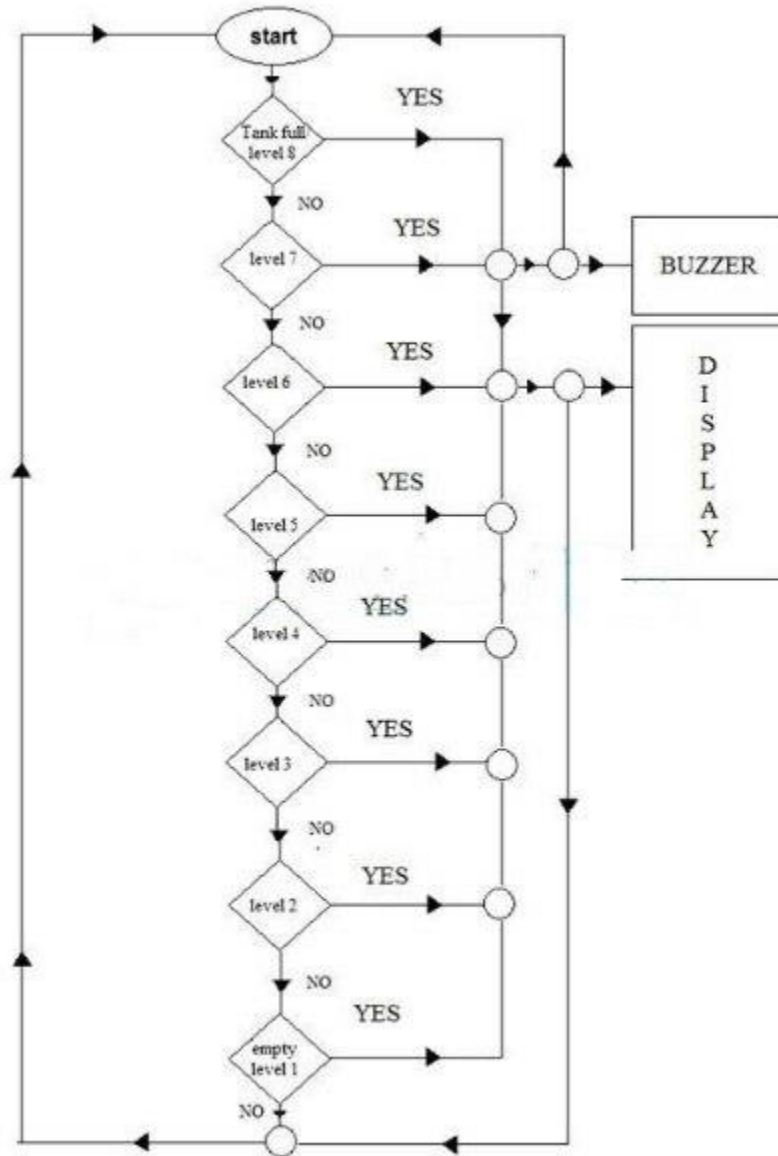 start
YES
Tank full
level 8
NO
YES
level 7
BUZZER
NO
YES
level 6
D
I
S
P
L
A
Y
NO
YES
level 5
NO
YES
level 4
NO
YES
level 3
NO
YES
level 2
NO
YES
empty
level 1
NO